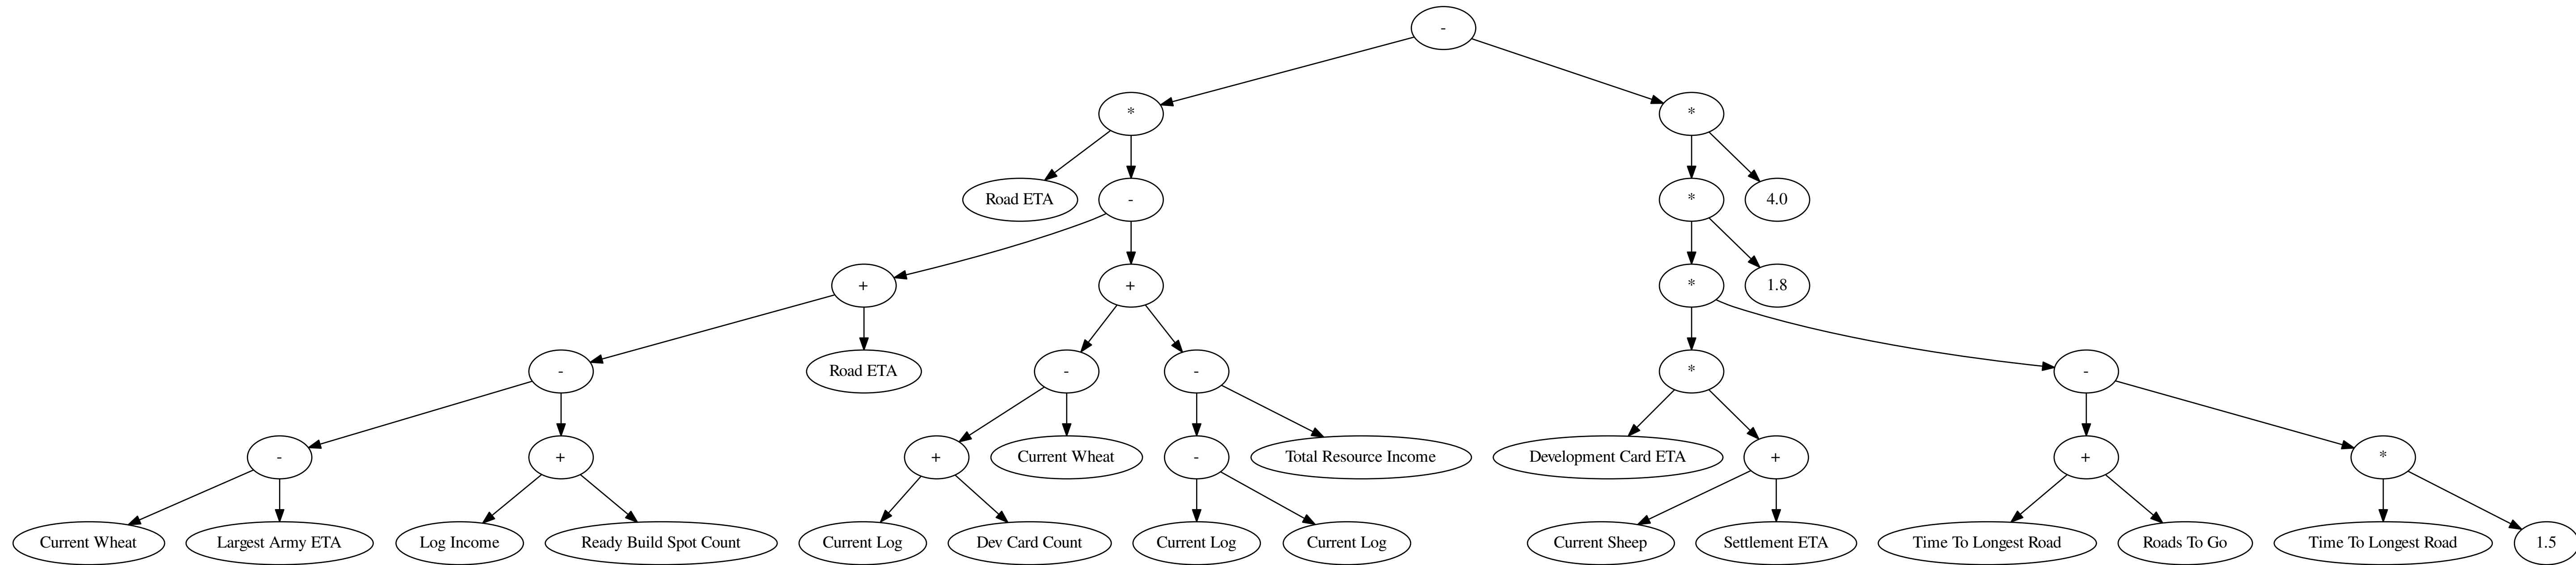 -
*
*
Road ETA
-
*
4.0
+
+
*
1.8
-
Road ETA
-
-
*
-
-
+
+
Current Wheat
-
Total Resource Income
Development Card ETA
+
+
*
Current Wheat
Largest Army ETA
Log Income
Ready Build Spot Count
Current Log
Dev Card Count
Current Log
Current Log
Current Sheep
Settlement ETA
Time To Longest Road
Roads To Go
Time To Longest Road
1.5